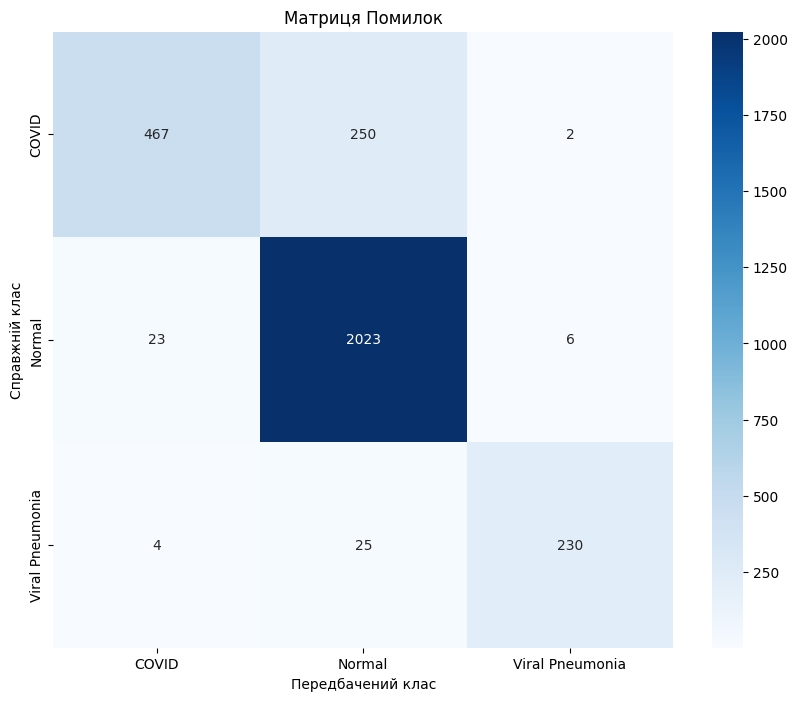 Матриця Помилок
Справжній клас
COVID
467 250 2
Normal
23 2023 6
Viral Pneumonia
4 25 230
COVID Normal Viral Pneumonia
Передбачений клас
2000
1750
1500
1250
1000
750
500
250